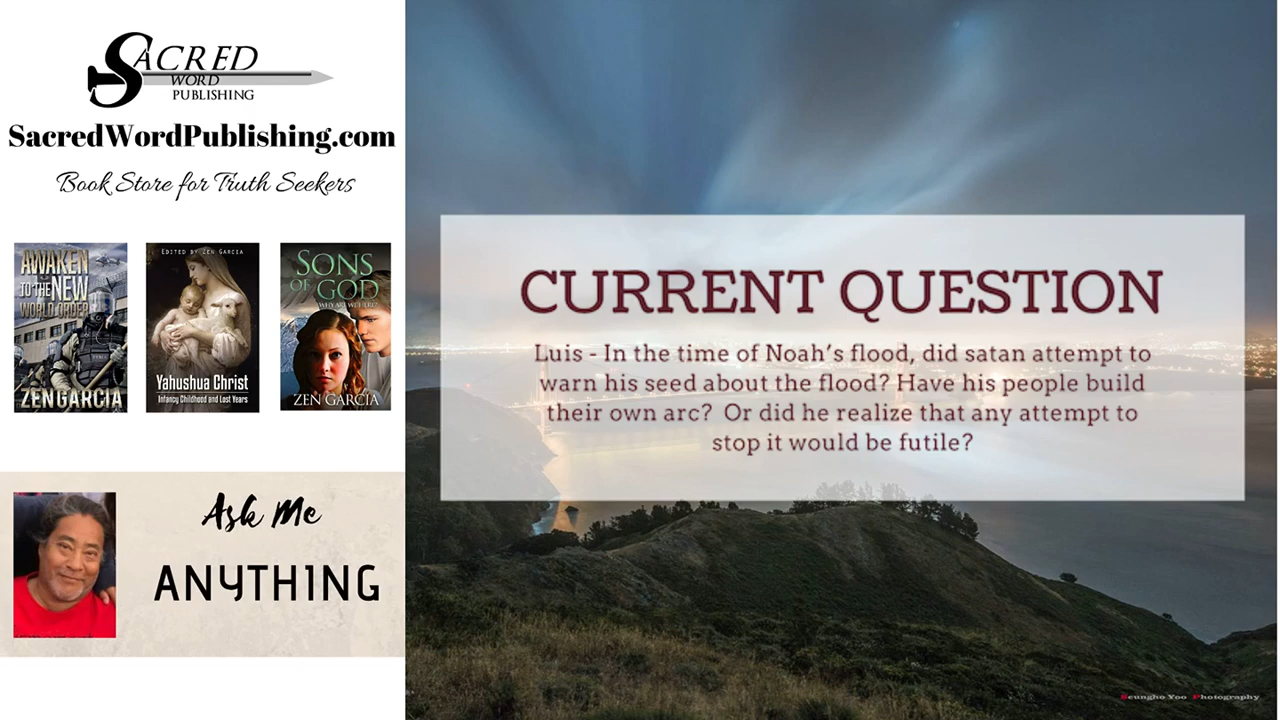 SACRED
WORD
PUBLISHING
SacredWordPublishing.com
Book Store for Truth Seekers
AWAKEN
TO THE NEW
WORLD ORDER
ZEN GARCIA
EDITED BY ZEN GARCIA
Yahushua Christ
Infancy Childhood and Lost Years
SONS
OF GOD
WHY ARE WE HERE?
ZEN GARCIA
Ask Me
ANYTHING
CURRENT QUESTION
Luis - In the time of Noah’s flood, did satan attempt to
warn his seed about the flood? Have his people build
their own arc? Or did he realize that any attempt to
stop it would be futile?
Seungho Yoo Photography